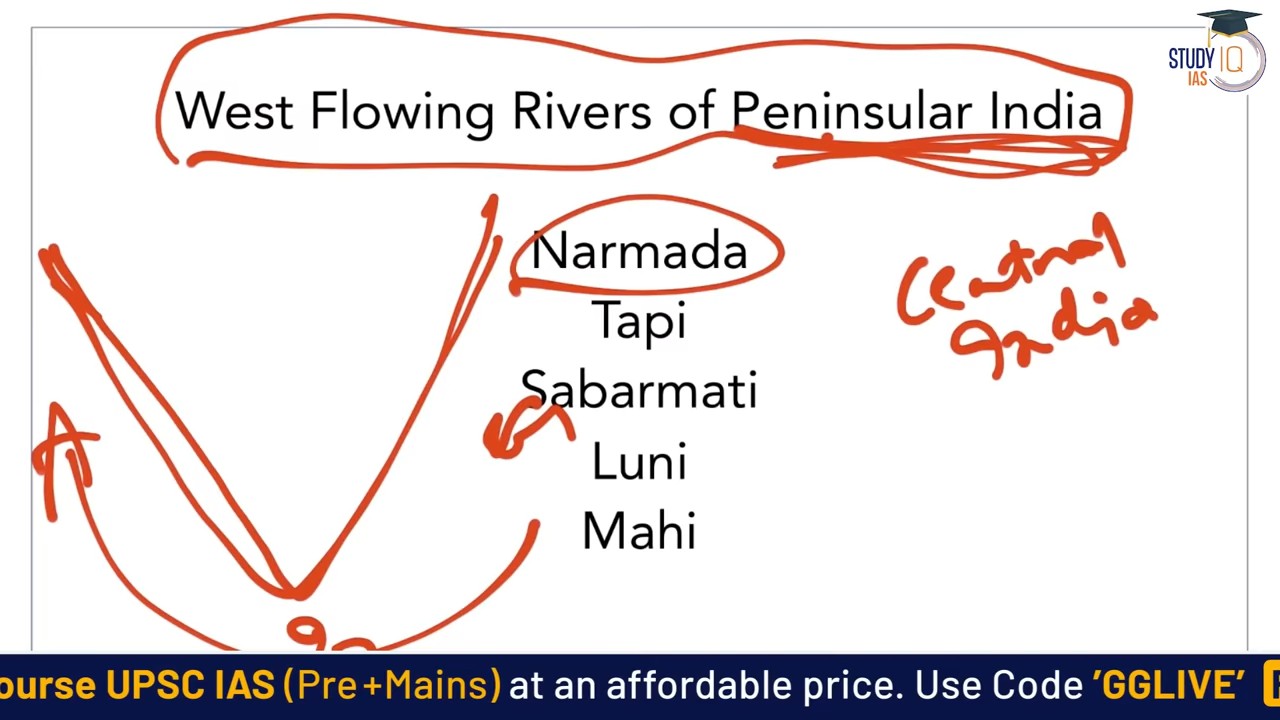 STUDY IQ
IAS
West Flowing Rivers of Peninsular India
Narmada
Tapi
Sabarmati
Luni
Mahi
Central
India
ourse UPSC IAS (Pre+Mains) at an affordable price. Use Code 'GGLIVE'